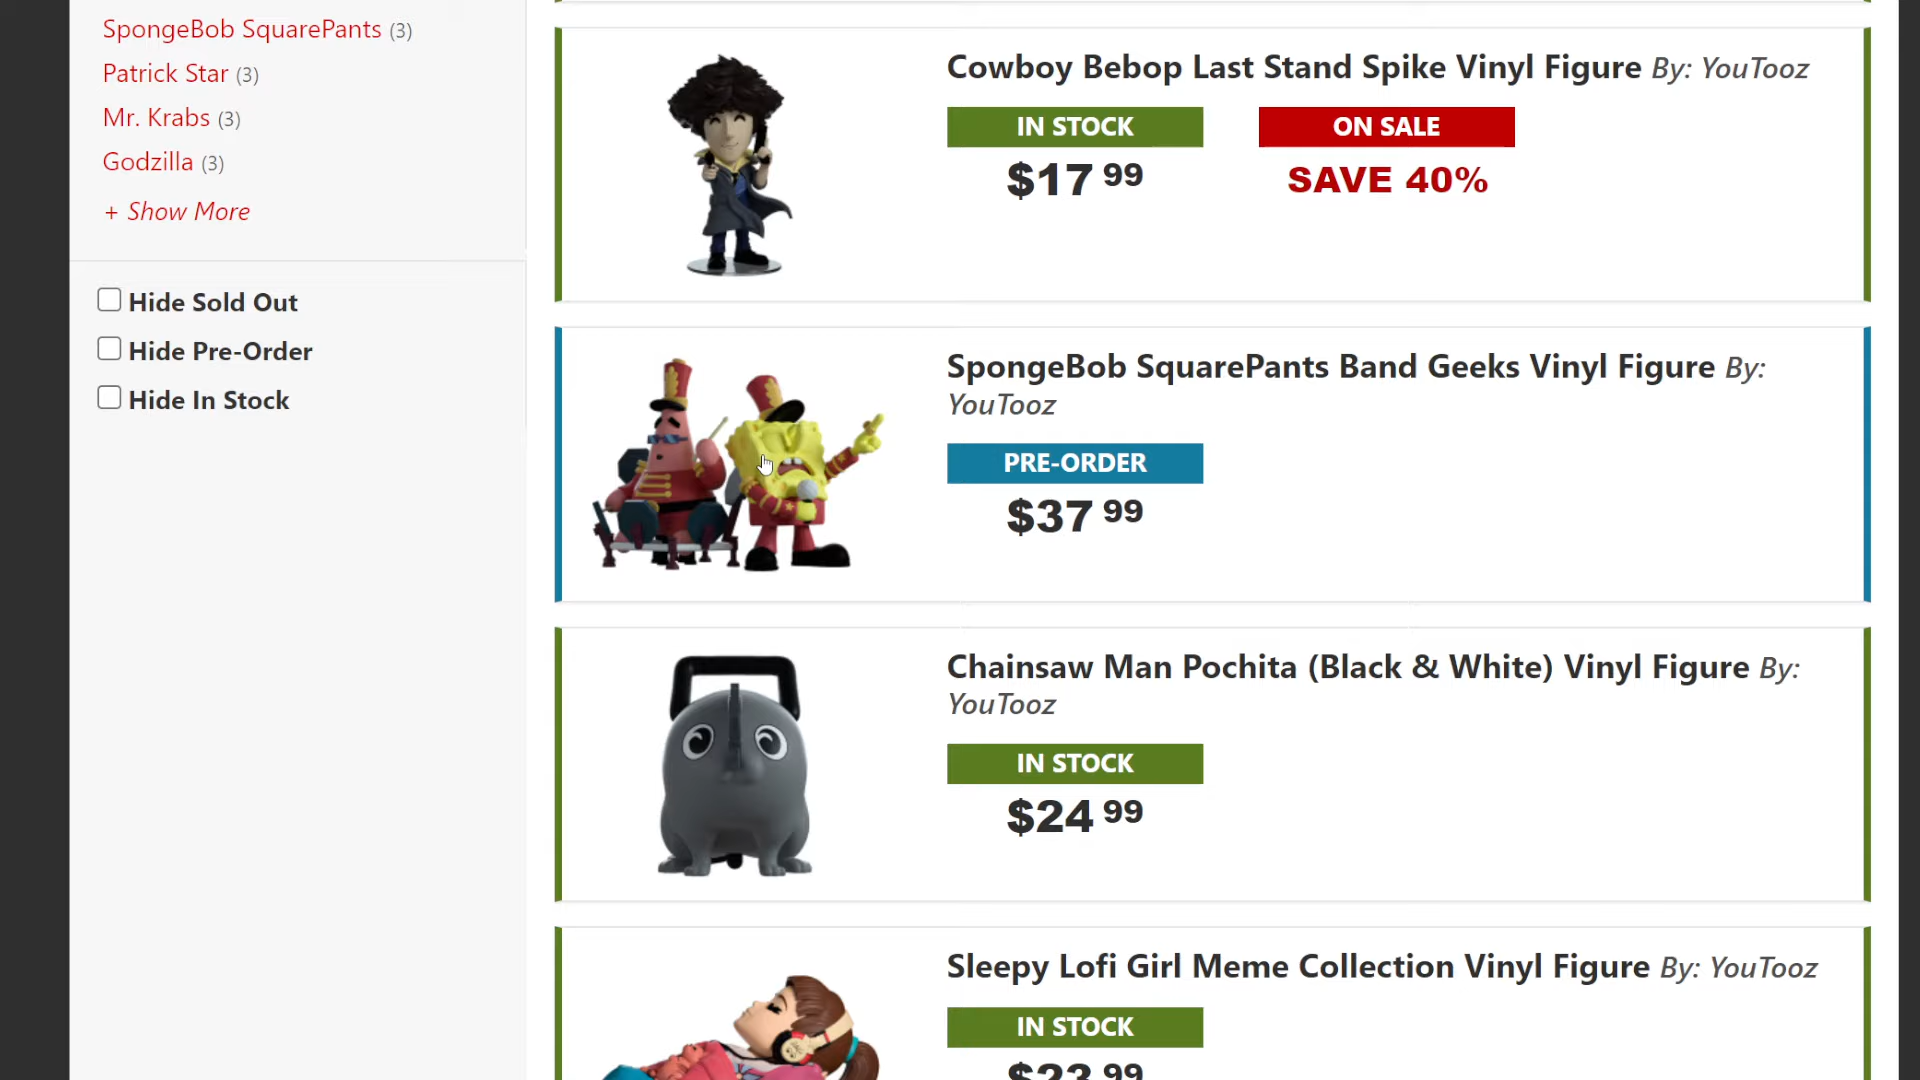 SpongeBob SquarePants (3)
Patrick Star (3)
Mr. Krabs (3)
Godzilla (3)
+ Show More
Hide Sold Out
Hide Pre-Order
Hide In Stock
Cowboy Bebop Last Stand Spike Vinyl Figure By: YouTooz
IN STOCK
ON SALE
$17 99
SAVE 40%
SpongeBob SquarePants Band Geeks Vinyl Figure By:
YouTooz
PRE-ORDER
$37 99
Chainsaw Man Pochita (Black & White) Vinyl Figure By:
YouTooz
IN STOCK
$24 99
Sleepy Lofi Girl Meme Collection Vinyl Figure By: YouTooz
IN STOCK
$23 99